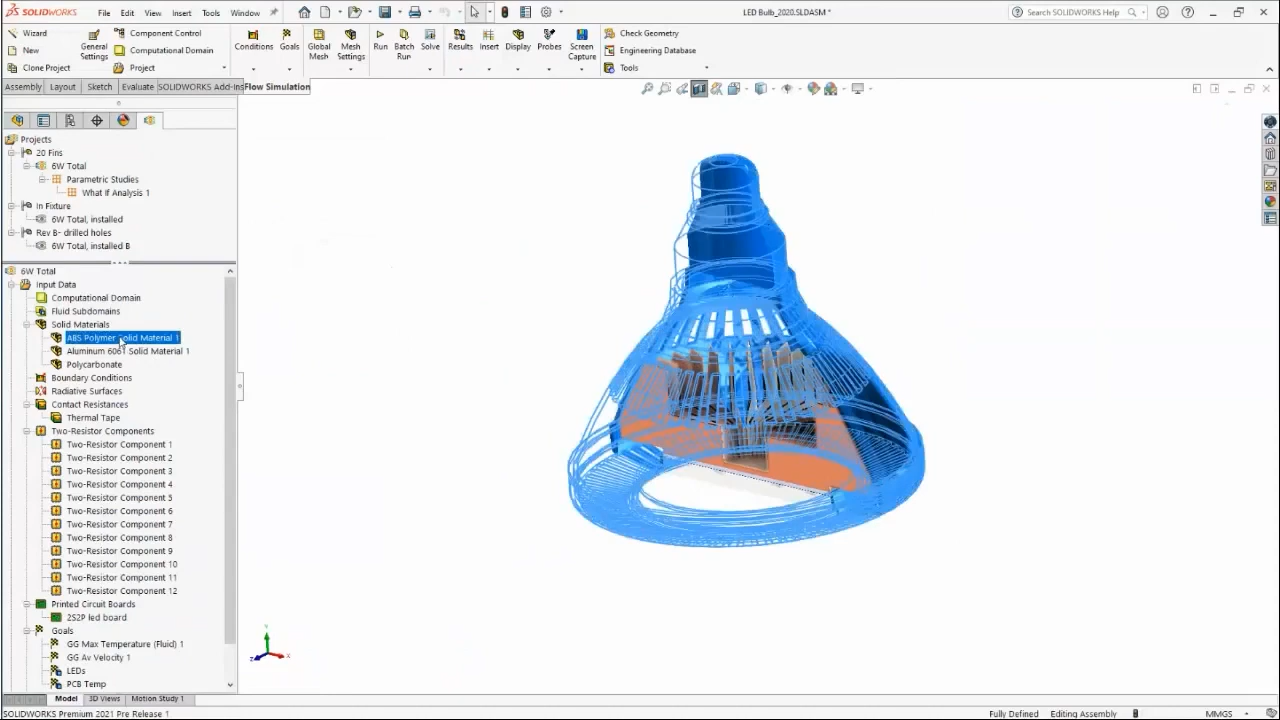 SOLIDWORKS File Edit View Insert Tools Window LED Bulb_2020.SLDASM * Search SOLIDWORKS Help
Wizard
New
Clone Project
General Settings
Component Control
Computational Domain
Project
Conditions
Goals
Global Mesh
Mesh Settings
Run
Batch Run
Solve
Results
Insert
Display
Probes
Screen Capture
Check Geometry
Engineering Database
Tools
Assembly Layout Sketch Evaluate SOLIDWORKS Add-Ins Flow Simulation
Projects
20 Fins
6W Total
Parametric Studies
What If Analysis 1
In Fixture
6W Total, installed
Rev B- drilled holes
6W Total, installed B
6W Total
Input Data
Computational Domain
Fluid Subdomains
Solid Materials
ABS Polymer Solid Material 1
Aluminum 6061 Solid Material 1
Polycarbonate
Boundary Conditions
Radiative Surfaces
Contact Resistances
Thermal Tape
Two-Resistor Components
Two-Resistor Component 1
Two-Resistor Component 2
Two-Resistor Component 3
Two-Resistor Component 4
Two-Resistor Component 5
Two-Resistor Component 6
Two-Resistor Component 7
Two-Resistor Component 8
Two-Resistor Component 9
Two-Resistor Component 10
Two-Resistor Component 11
Two-Resistor Component 12
Printed Circuit Boards
2S2P led board
Goals
GG Max Temperature (Fluid) 1
GG Av Velocity 1
LEDs
PCB Temp
Model 3D Views Motion Study 1
SOLIDWORKS Premium 2021 Pre Release 1 Fully Defined Editing Assembly MMGS